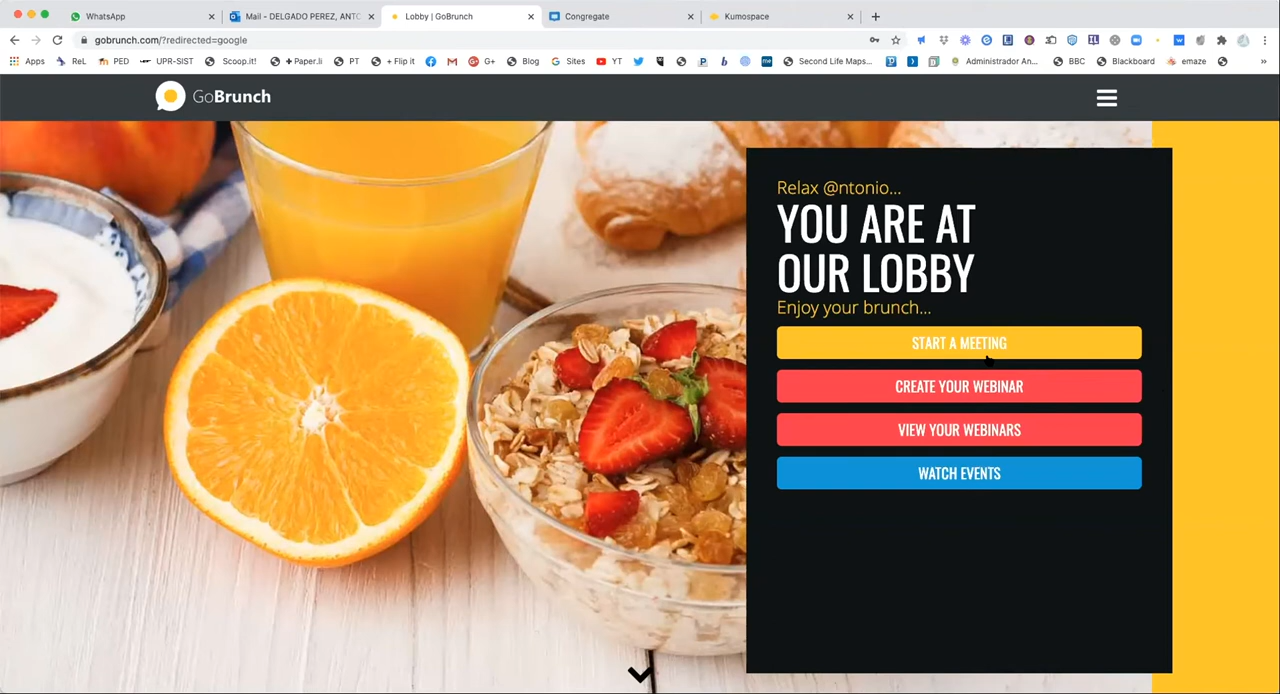 WhatsApp
Mail - DELGADO PEREZ, ANTC
Lobby | GoBrunch
Congregate
Kumospace
gobrunch.com/?redirected=google
Apps
ReL
PED
UPR-SIST
Scoop.it!
+ Paper.li
PT
+ Flip it
G+
Blog
Sites
YT
Second Life Maps...
Administrador An...
BBC
Blackboard
emaze
GoBrunch
Relax @ntonio...
YOU ARE AT
OUR LOBBY
Enjoy your brunch...
START A MEETING
CREATE YOUR WEBINAR
VIEW YOUR WEBINARS
WATCH EVENTS